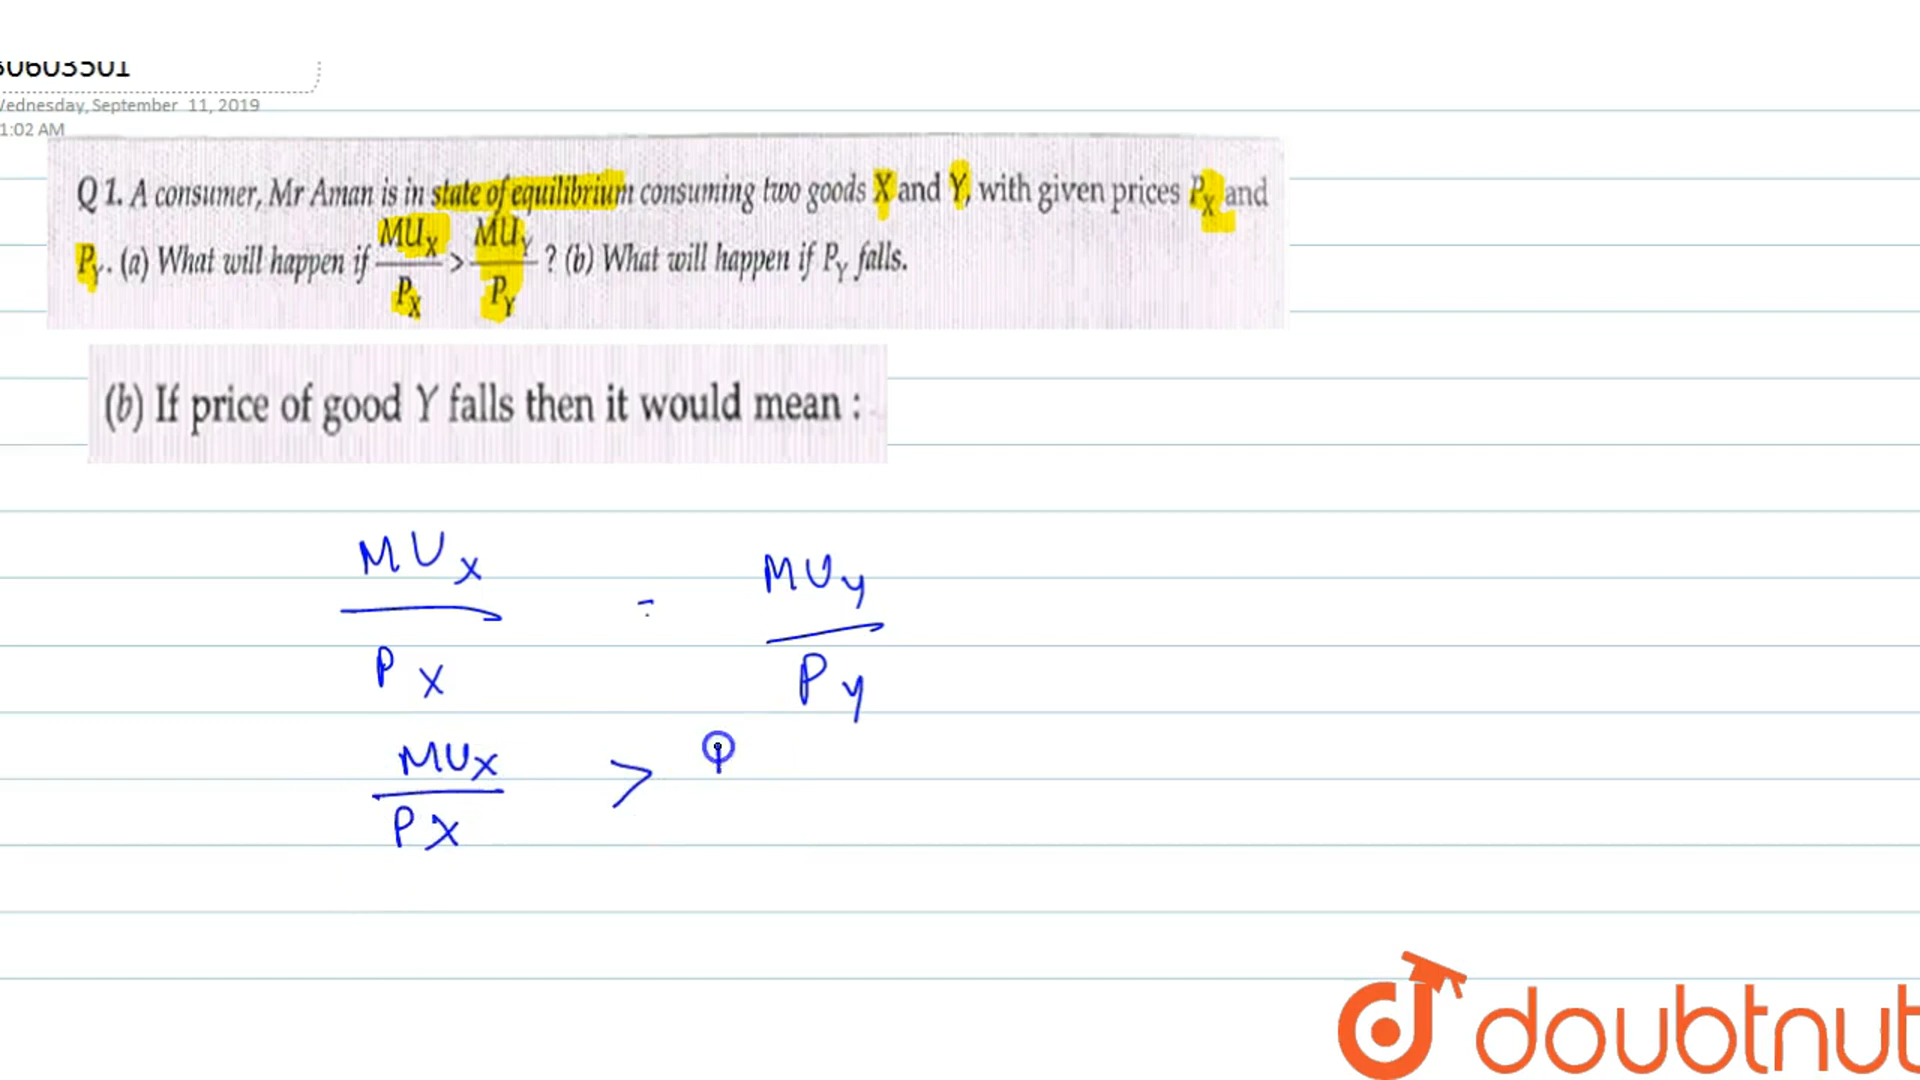 30603501
Wednesday, September 11, 2019
1:02 AM
Q 1. A consumer, Mr Aman is in state of equilibrium consuming two goods X and Y, with given prices P_X and
P_Y. (a) What will happen if MU_X/P_X > MU_Y/P_Y ? (b) What will happen if P_Y falls.
(b) If price of good Y falls then it would mean :
MU_X/P_X = MU_Y/P_Y
MU_X/P_X >
doubtnut